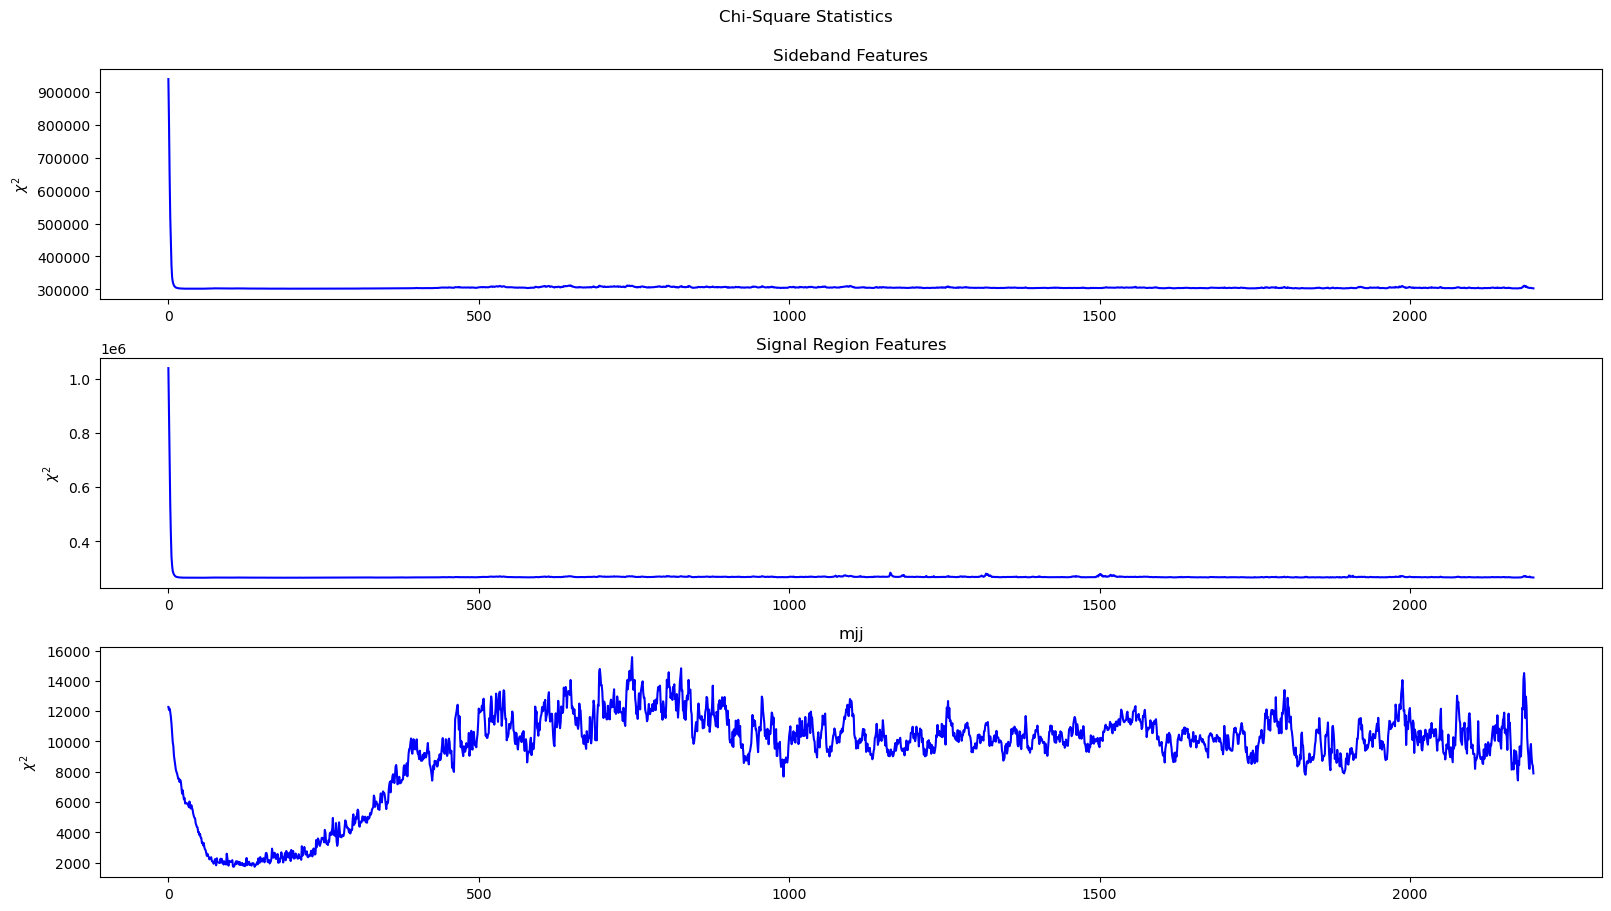 Chi-Square Statistics
Sideband Features
χ²
900000
800000
700000
600000
500000
400000
300000
0 500 1000 1500 2000
Signal Region Features
1e6
χ²
1.0
0.8
0.6
0.4
0 500 1000 1500 2000
mjj
χ²
16000
14000
12000
10000
8000
6000
4000
2000
0 500 1000 1500 2000